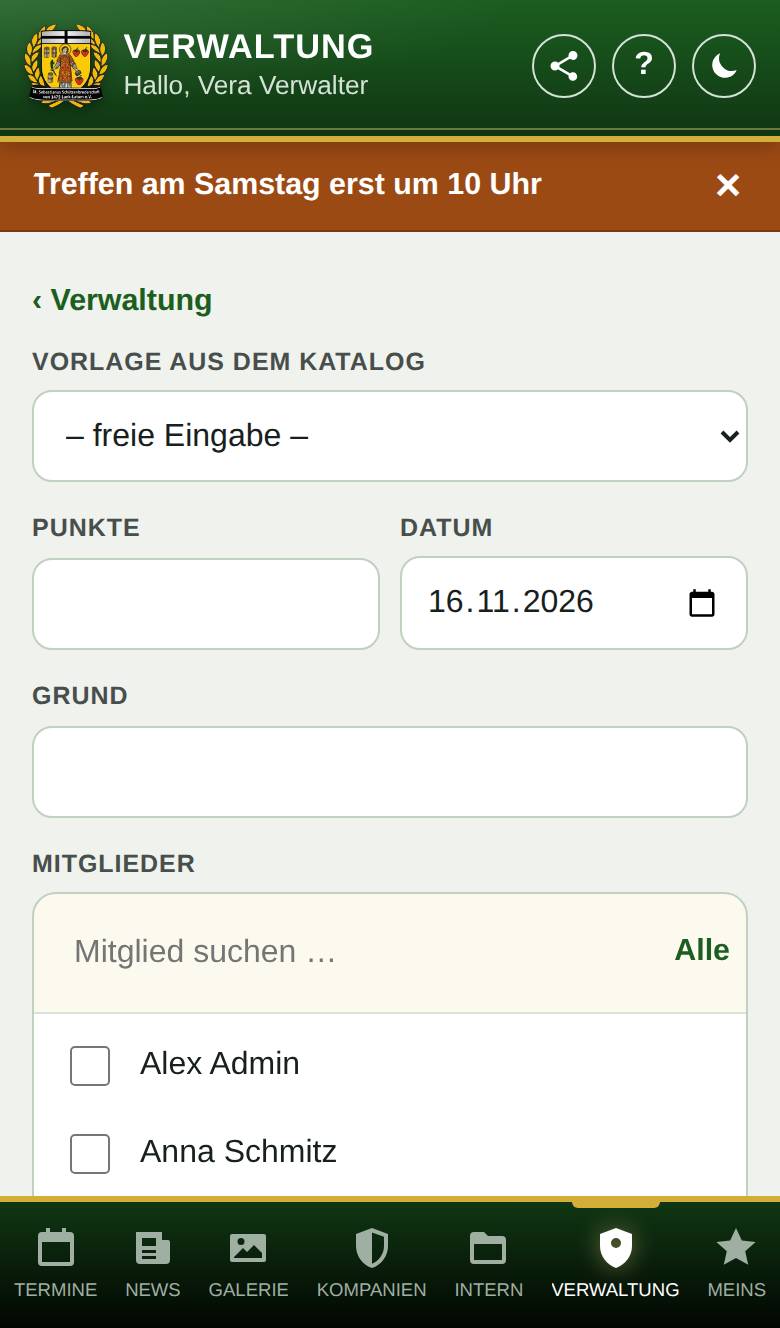 VERWALTUNG
Hallo, Vera Verwalter
?
Treffen am Samstag erst um 10 Uhr
×
‹ Verwaltung
VORLAGE AUS DEM KATALOG
– freie Eingabe –
PUNKTE
DATUM
16.11.2026
GRUND
MITGLIEDER
Mitglied suchen …
Alle
Alex Admin
Anna Schmitz
TERMINE
NEWS
GALERIE
KOMPANIEN
INTERN
VERWALTUNG
MEINS